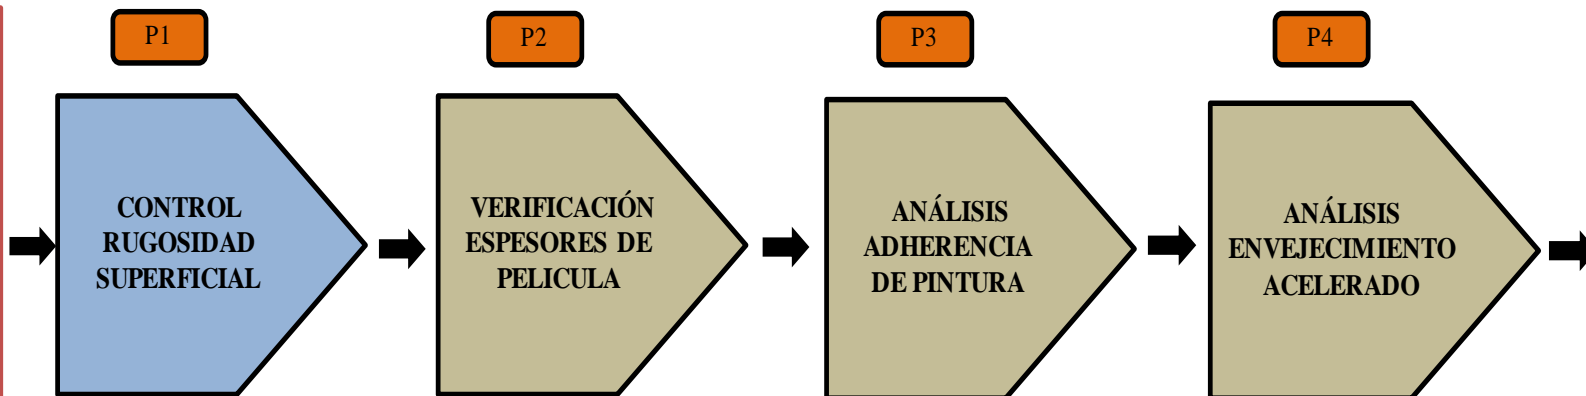 P1
P2
P3
P4
CONTROL
RUGOSIDAD
SUPERFICIAL
VERIFICACIÓN
ESPESORES DE
PELICULA
ANÁLISIS
ADHERENCIA
DE PINTURA
ANÁLISIS
ENVEJECIMIENTO
ACELERADO